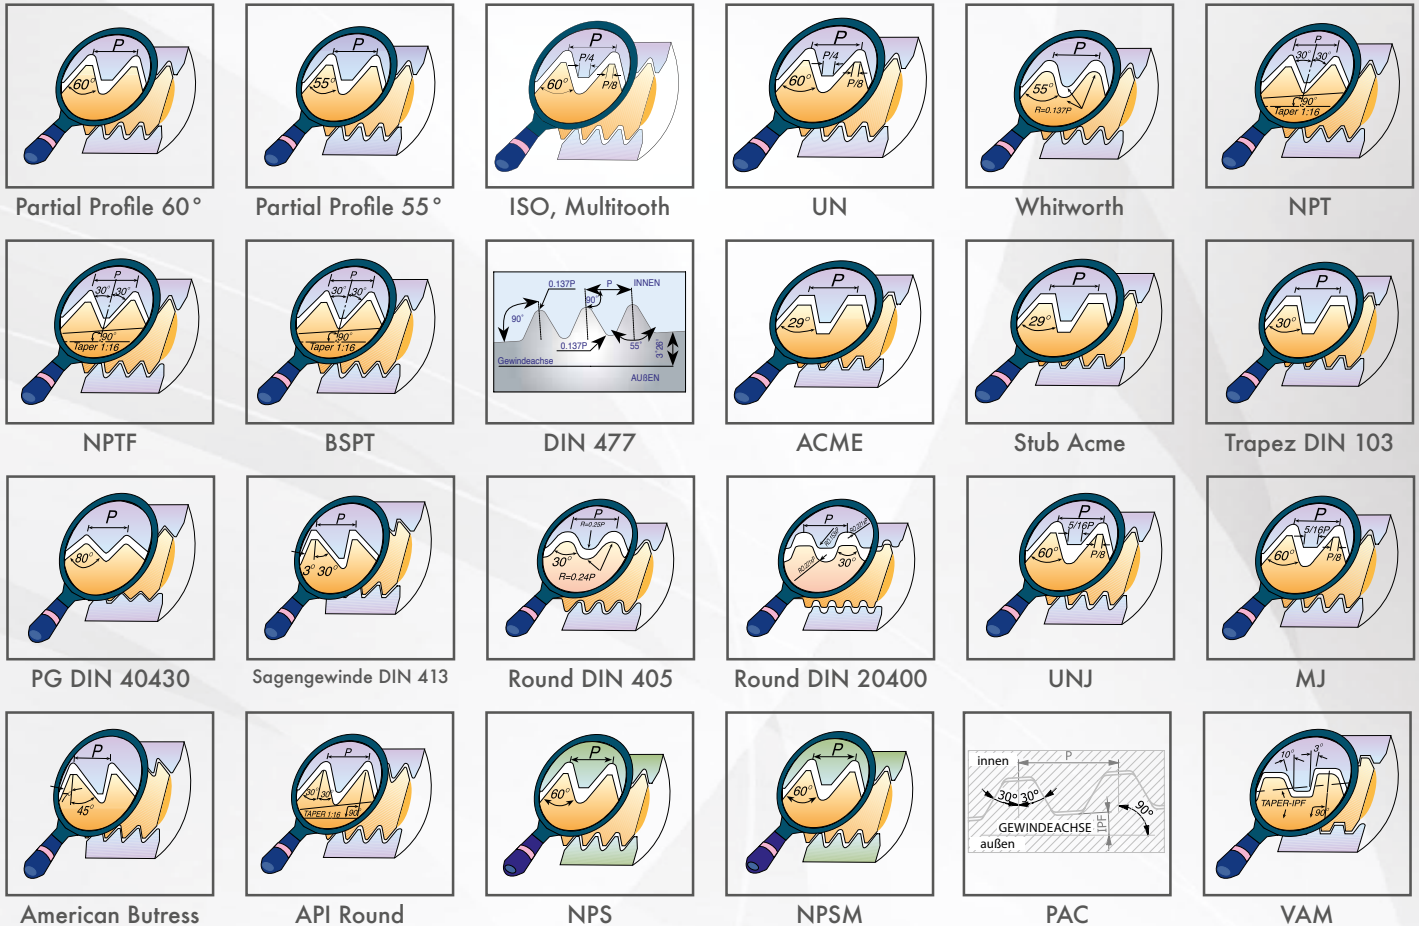 P
60°
Partial Profile 60°
P
55°
Partial Profile 55°
P
P/4
60°
P/8
ISO, Multitooth
P
P/4
60°
P/8
UN
P
55°
R=0.137P
Whitworth
P
30° 30°
90°
Taper 1:16
NPT
P
30° 30°
90°
Taper 1:16
NPTF
P
30° 30°
90°
Taper 1:16
BSPT
0.137P
P
INNEN
90°
90°
0.137P
55°
3°26'
Gewindeachse
AUßEN
DIN 477
P
29°
ACME
P
29°
Stub Acme
P
30°
Trapez DIN 103
P
80°
PG DIN 40430
P
3° 30°
Sagengewinde DIN 413
P
R=0.25P
30°
R=0.24P
Round DIN 405
P
30°
Round DIN 20400
P
5/16P
60°
P/8
UNJ
P
5/16P
60°
P/8
MJ
P
7°
45°
American Butress
P
30° 30°
TAPER 1:16
90°
API Round
P
60°
NPS
P
60°
NPSM
innen
P
30° 30°
90°
GEWINDEACHSE
IPF
außen
PAC
10° 3°
TAPER-IPF
90°
VAM